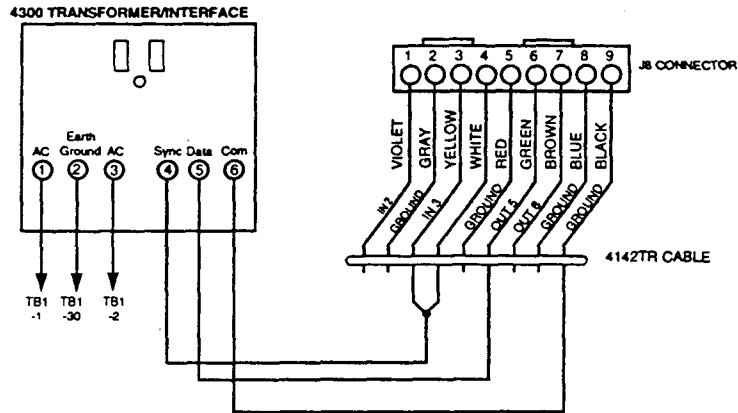 4300 TRANSFORMER/INTERFACE
1 2 3 4 5 6 7 8 9
J8 CONNECTOR
VIOLET
GRAY
YELLOW
WHITE
RED
GREEN
BROWN
BLUE
BLACK
AC Earth Ground AC Sync Data Com
1 2 3 4 5 6
IN 2
GROUND
IN 3
GROUND
OUT 5
OUT 6
GROUND
GROUND
4142TR CABLE
TB1 TB1 TB1
-1 -30 -2